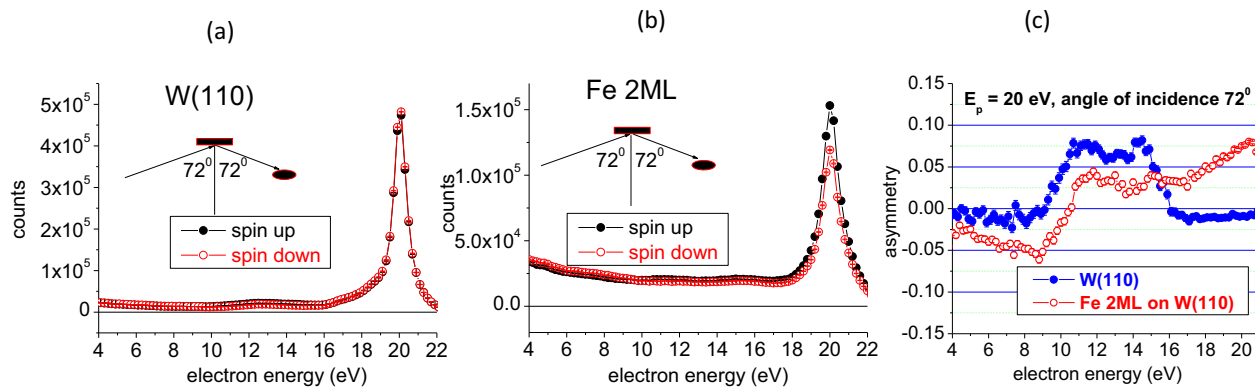 (a)
(b)
(c)
W(110)
5x10⁵
4x10⁵
3x10⁵
2x10⁵
1x10⁵
0
counts
72⁰ 72⁰
spin up
spin down
4 6 8 10 12 14 16 18 20 22
electron energy (eV)
Fe 2ML
1.5x10⁵
1.0x10⁵
5.0x10⁴
0.0
counts
72⁰ 72⁰
spin up
spin down
4 6 8 10 12 14 16 18 20 22
electron energy (eV)
E_p = 20 eV, angle of incidence 72⁰
0.15
0.10
0.05
0.00
-0.05
-0.10
-0.15
asymmetry
W(110)
Fe 2ML on W(110)
4 6 8 10 12 14 16 18 20 22
electron energy (eV)